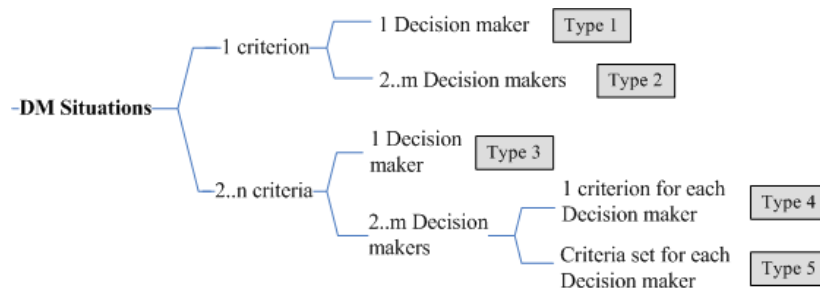 1 Decision maker Type 1
1 criterion
2..m Decision makers Type 2
DM Situations
1 Decision
maker
Type 3
2..n criteria
1 criterion for each
Decision maker
Type 4
2..m Decision
makers
Criteria set for each
Decision maker
Type 5